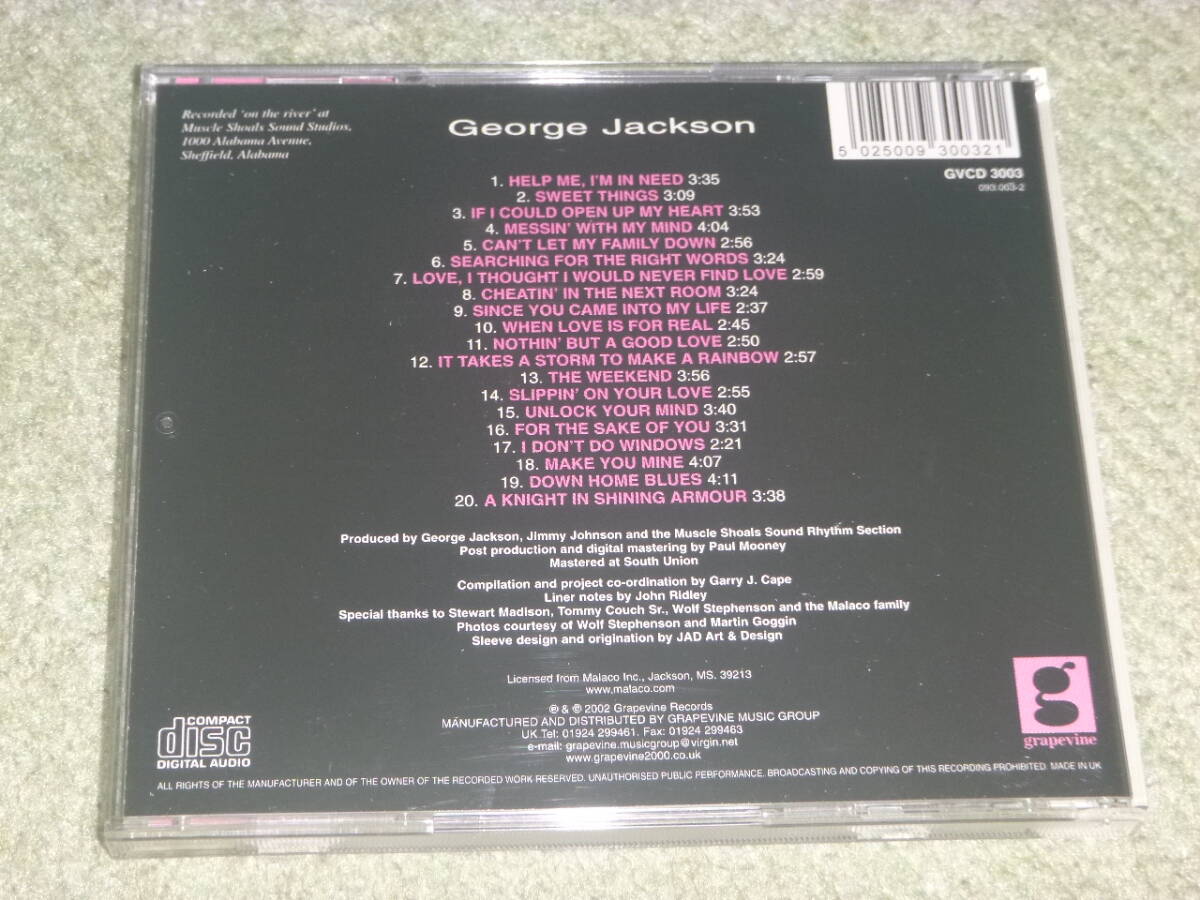 Recorded 'on the river' at
Muscle Shoals Sound Studios,
1000 Alabama Avenue,
Sheffield, Alabama
George Jackson
5 025009 300321
GVCD 3003
093.063-2
1. HELP ME, I'M IN NEED 3:35
2. SWEET THINGS 3:09
3. IF I COULD OPEN UP MY HEART 3:53
4. MESSIN' WITH MY MIND 4:04
5. CAN'T LET MY FAMILY DOWN 2:56
6. SEARCHING FOR THE RIGHT WORDS 3:24
7. LOVE, I THOUGHT I WOULD NEVER FIND LOVE 2:59
8. CHEATIN' IN THE NEXT ROOM 3:24
9. SINCE YOU CAME INTO MY LIFE 2:37
10. WHEN LOVE IS FOR REAL 2:45
11. NOTHIN' BUT A GOOD LOVE 2:50
12. IT TAKES A STORM TO MAKE A RAINBOW 2:57
13. THE WEEKEND 3:56
14. SLIPPIN' ON YOUR LOVE 2:55
15. UNLOCK YOUR MIND 3:40
16. FOR THE SAKE OF YOU 3:31
17. I DON'T DO WINDOWS 2:21
18. MAKE YOU MINE 4:07
19. DOWN HOME BLUES 4:11
20. A KNIGHT IN SHINING ARMOUR 3:38
Produced by George Jackson, Jimmy Johnson and the Muscle Shoals Sound Rhythm Section
Post production and digital mastering by Paul Mooney
Mastered at South Union
Compilation and project co-ordination by Garry J. Cape
Liner notes by John Ridley
Special thanks to Stewart Madison, Tommy Couch Sr., Wolf Stephenson and the Malaco family
Photos courtesy of Wolf Stephenson and Martin Goggin
Sleeve design and origination by JAD Art & Design
Licensed from Malaco Inc., Jackson, MS. 39213
www.malaco.com
℗ & ℗ 2002 Grapevine Records
MANUFACTURED AND DISTRIBUTED BY GRAPEVINE MUSIC GROUP
UK Tel: 01924 299461. Fax: 01924 299463
e-mail: grapevine.musicgroup@virgin.net
www.grapevine2000.co.uk
COMPACT
disc
DIGITAL AUDIO
g
grapevine
ALL RIGHTS OF THE MANUFACTURER AND OF THE OWNER OF THE RECORDED WORK RESERVED. UNAUTHORISED PUBLIC PERFORMANCE. BROADCASTING AND COPYING OF THIS RECORDING PROHIBITED. MADE IN UK